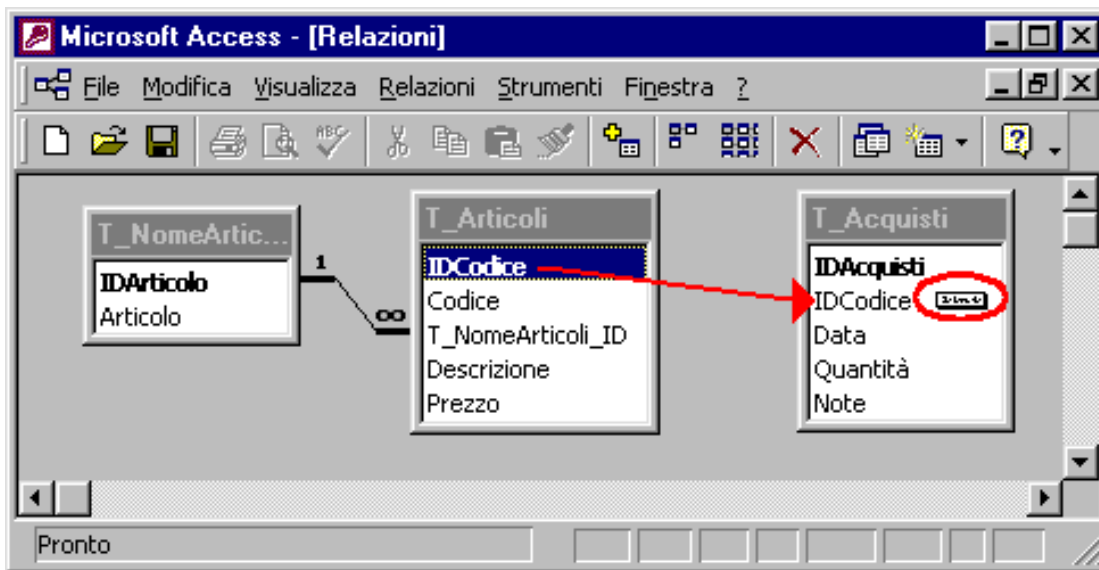 Microsoft Access - [Relazioni]
File Modifica Visualizza Relazioni Strumenti Finestra ?
ABC
T_NomeArtic...
IDArticolo
Articolo
1
∞
T_Articoli
IDCodice
Codice
T_NomeArticoli_ID
Descrizione
Prezzo
T_Acquisti
IDAcquisti
IDCodice
Data
Quantità
Note
Pronto